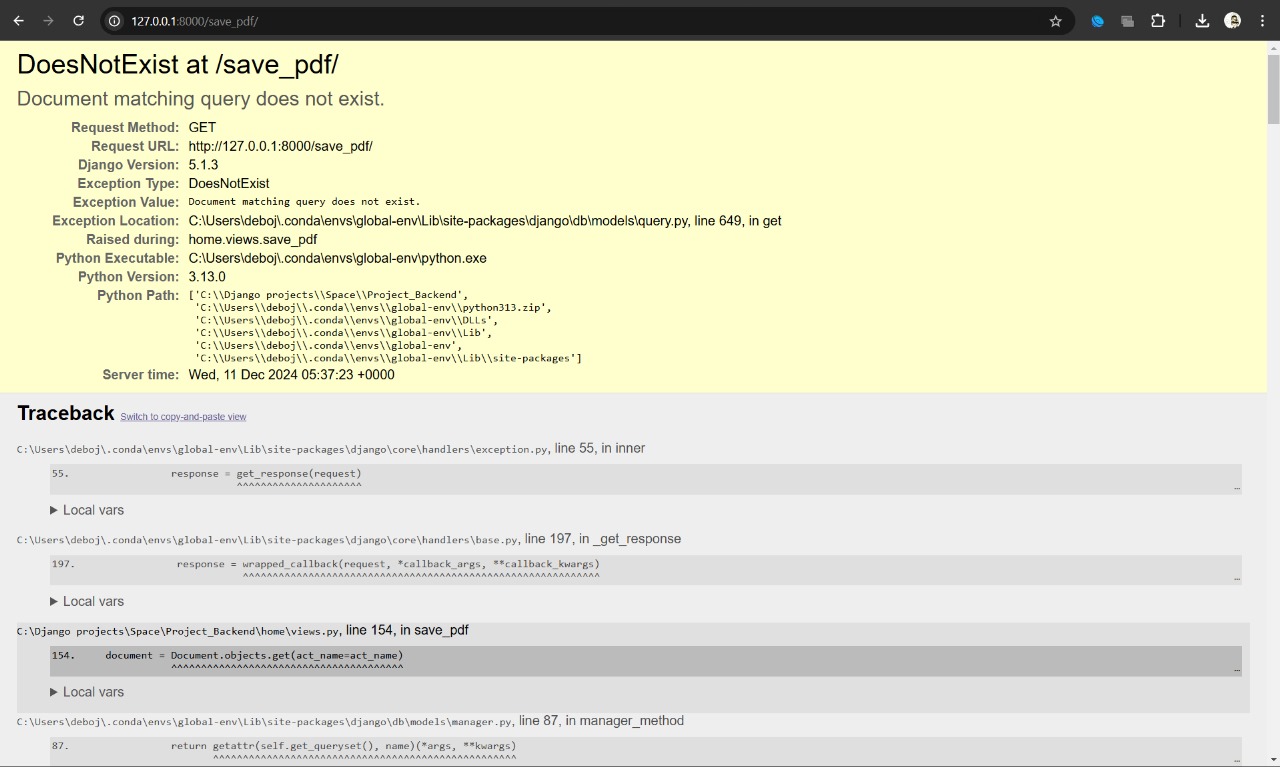 127.0.0.1:8000/save_pdf/
DoesNotExist at /save_pdf/
Document matching query does not exist.
Request Method: GET
Request URL: http://127.0.0.1:8000/save_pdf/
Django Version: 5.1.3
Exception Type: DoesNotExist
Exception Value: Document matching query does not exist.
Exception Location: C:\Users\deboj\.conda\envs\global-env\Lib\site-packages\django\db\models\query.py, line 649, in get
Raised during: home.views.save_pdf
Python Executable: C:\Users\deboj\.conda\envs\global-env\python.exe
Python Version: 3.13.0
Python Path: ['C:\\Django projects\\Space\\Project_Backend',
'C:\\Users\\deboj\\.conda\\envs\\global-env\\python313.zip',
'C:\\Users\\deboj\\.conda\\envs\\global-env\\DLLs',
'C:\\Users\\deboj\\.conda\\envs\\global-env\\Lib',
'C:\\Users\\deboj\\.conda\\envs\\global-env',
'C:\\Users\\deboj\\.conda\\envs\\global-env\\Lib\\site-packages']
Server time: Wed, 11 Dec 2024 05:37:23 +0000
Traceback Switch to copy-and-paste view
C:\Users\deboj\.conda\envs\global-env\Lib\site-packages\django\core\handlers\exception.py, line 55, in inner
55. response = get_response(request)
^^^^^^^^^^^^^^^^^^^^^ …
▶ Local vars
C:\Users\deboj\.conda\envs\global-env\Lib\site-packages\django\core\handlers\base.py, line 197, in _get_response
197. response = wrapped_callback(request, *callback_args, **callback_kwargs)
^^^^^^^^^^^^^^^^^^^^^^^^^^^^^^^^^^^^^^^^^^^^^^^^^^^^^^^^^^^^ …
▶ Local vars
C:\Django projects\Space\Project_Backend\home\views.py, line 154, in save_pdf
154. document = Document.objects.get(act_name=act_name)
^^^^^^^^^^^^^^^^^^^^^^^^^^^^^^^^^^^^^^^ …
▶ Local vars
C:\Users\deboj\.conda\envs\global-env\Lib\site-packages\django\db\models\manager.py, line 87, in manager_method
87. return getattr(self.get_queryset(), name)(*args, **kwargs)
^^^^^^^^^^^^^^^^^^^^^^^^^^^^^^^^^^^^^^^^^^^^^^^^^^^ …